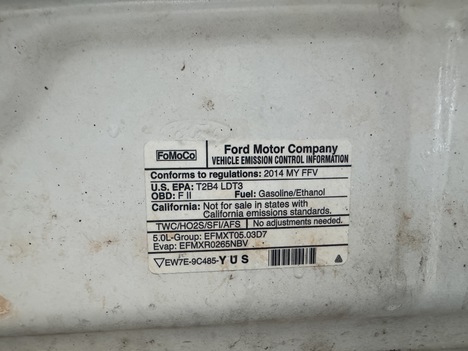 FoMoCo
Ford Motor Company
VEHICLE EMISSION CONTROL INFORMATION
Conforms to regulations: 2014 MY FFV
U.S. EPA: T2B4 LDT3
OBD: F II Fuel: Gasoline/Ethanol
California: Not for sale in states with
California emissions standards.
TWC/HO2S/SFI/AFS No adjustments needed.
5.0L-Group: EFMXT05.03D7
Evap: EFMXR0265NBV
EW7E-9C485-YUS